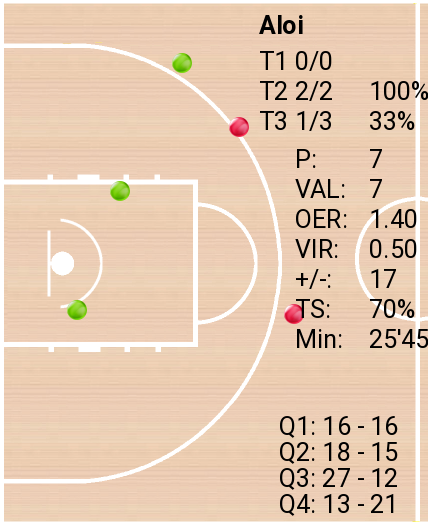 Aloi
T1 0/0
T2 2/2 100%
T3 1/3 33%
P: 7
VAL: 7
OER: 1.40
VIR: 0.50
+/-: 17
TS: 70%
Min: 25'45
Q1: 16 - 16
Q2: 18 - 15
Q3: 27 - 12
Q4: 13 - 21